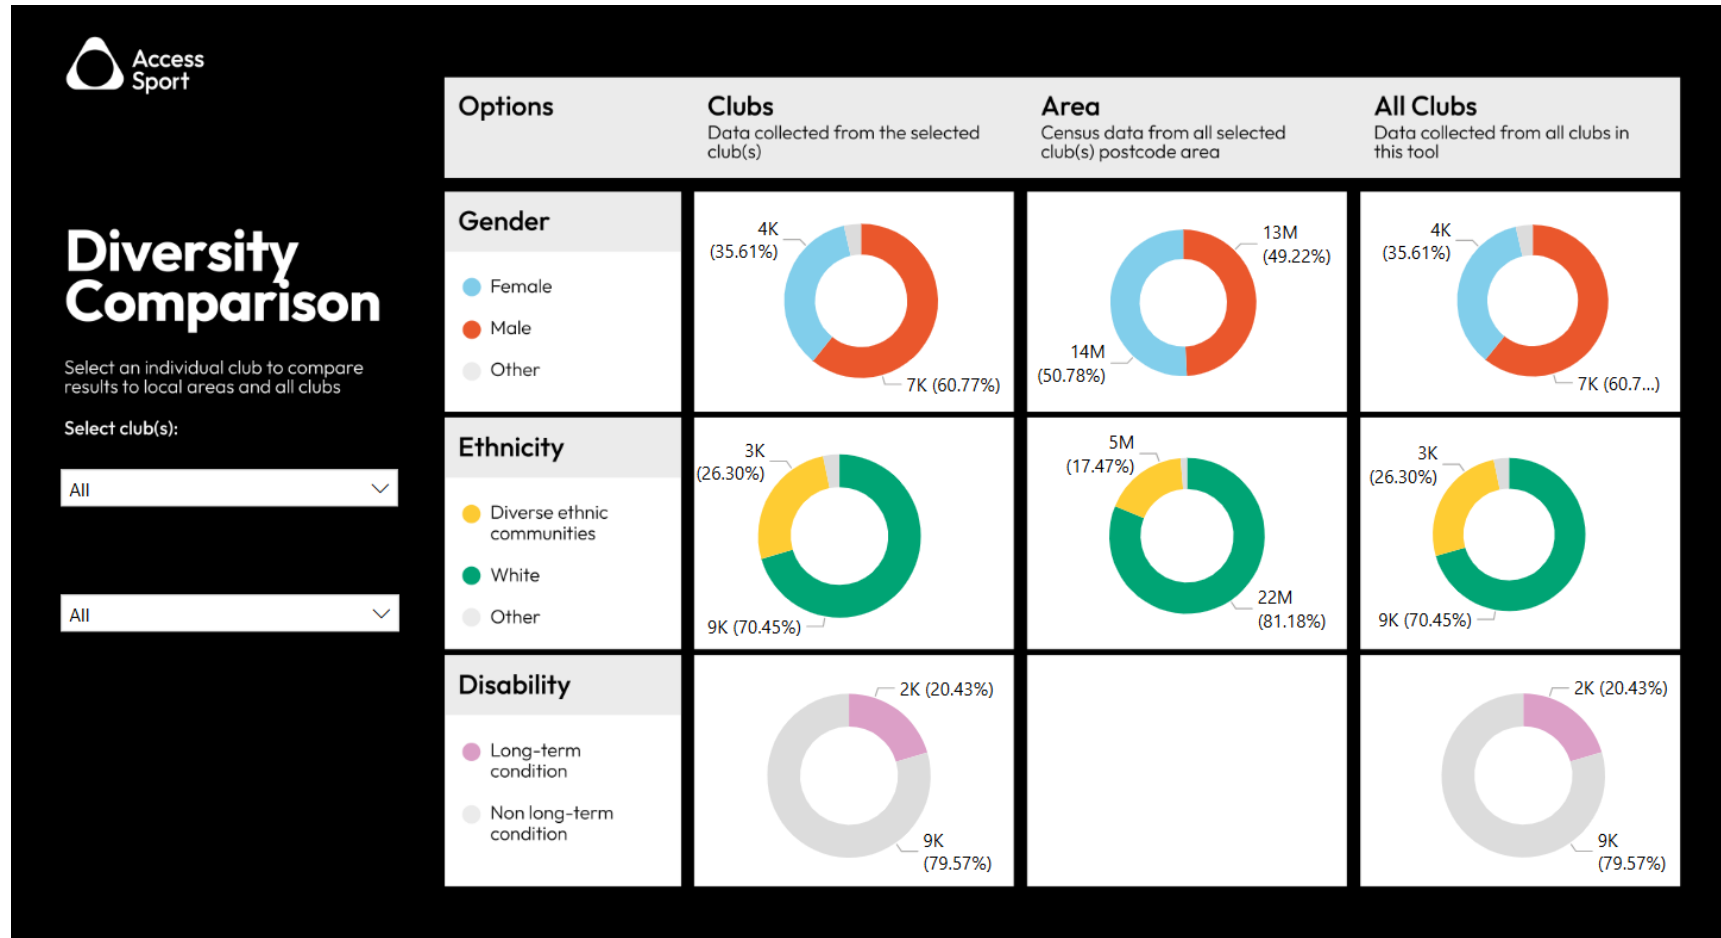 Access
Sport
Diversity
Comparison
Select an individual club to compare
results to local areas and all clubs
Select club(s):
All
All
Options
Clubs
Data collected from the selected
club(s)
Area
Census data from all selected
club(s) postcode area
All Clubs
Data collected from all clubs in
this tool
Gender
Female
Male
Other
4K
(35.61%)
7K (60.77%)
13M
(49.22%)
14M
(50.78%)
4K
(35.61%)
7K (60.7...)
Ethnicity
Diverse ethnic
communities
White
Other
3K
(26.30%)
9K (70.45%)
5M
(17.47%)
22M
(81.18%)
3K
(26.30%)
9K (70.45%)
Disability
Long-term
condition
Non long-term
condition
2K (20.43%)
9K
(79.57%)
2K (20.43%)
9K
(79.57%)